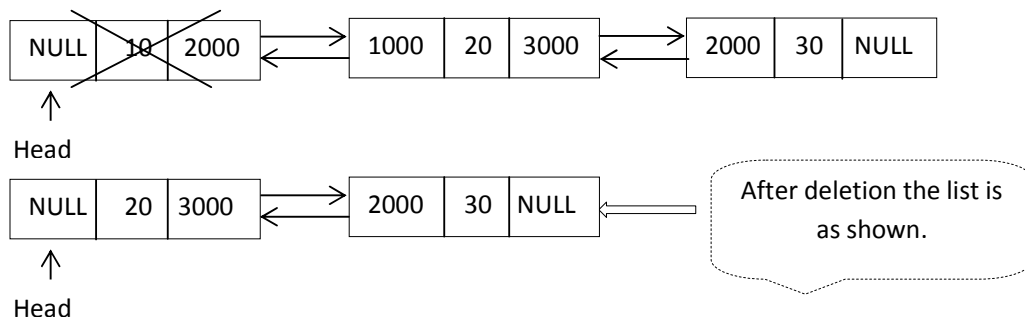 NULL 10 2000 1000 20 3000 2000 30 NULL
Head
NULL 20 3000 2000 30 NULL
After deletion the list is
as shown.
Head